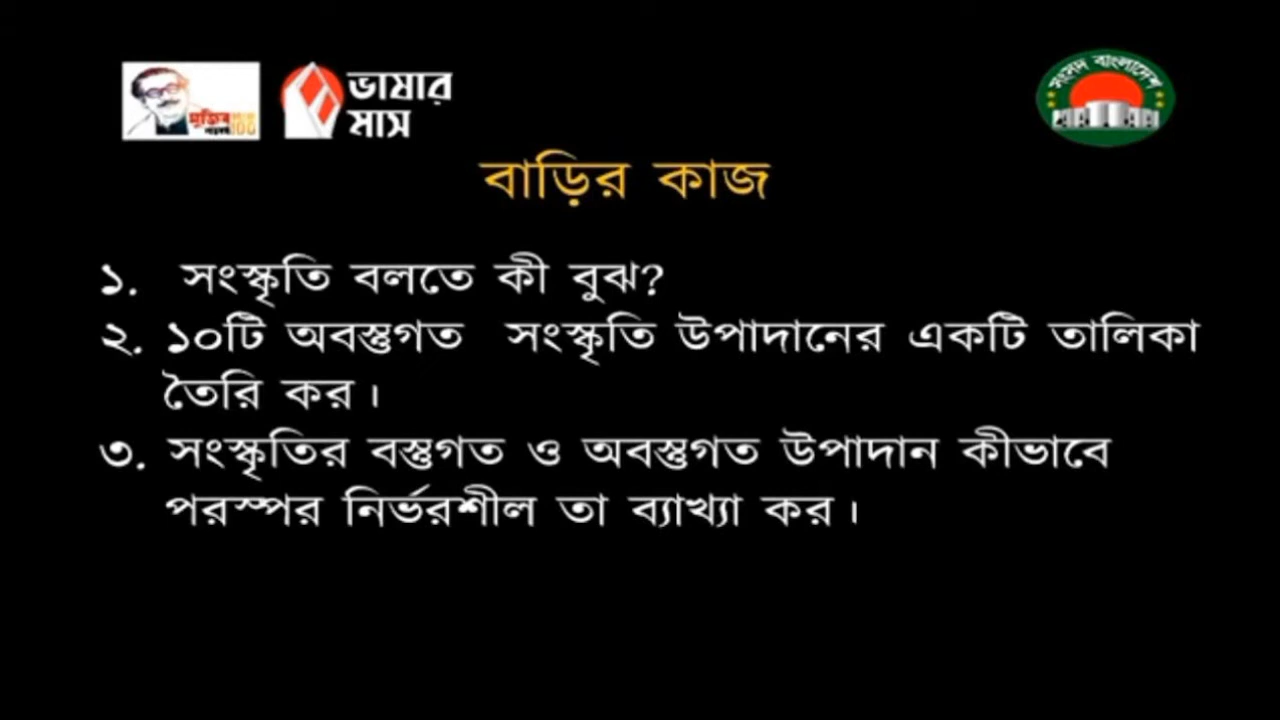 ভাষার
মাস
সংসদ বাংলাদেশ
বাড়ির কাজ
১. সংস্কৃতি বলতে কী বুঝ?
২. ১০টি অবস্তুগত সংস্কৃতি উপাদানের একটি তালিকা
তৈরি কর।
৩. সংস্কৃতির বস্তুগত ও অবস্তুগত উপাদান কীভাবে
পরস্পর নির্ভরশীল তা ব্যাখ্যা কর।